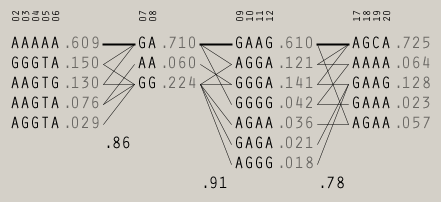 02 03 04 05 06 07 08 09 10 11 12 17 18 19 20
AAAAA .609 GA .710 GAAG .610 AGCA .725
GGGTA .150 AA .060 AGGA .121 AAAA .064
AAGTG .130 GG .224 GGGA .141 GAAG .128
AAGTA .076 GGGG .042 GAAA .023
AGGTA .029 AGAA .036 AGAA .057
.86 GAGA .021
AGGG .018
.91 .78